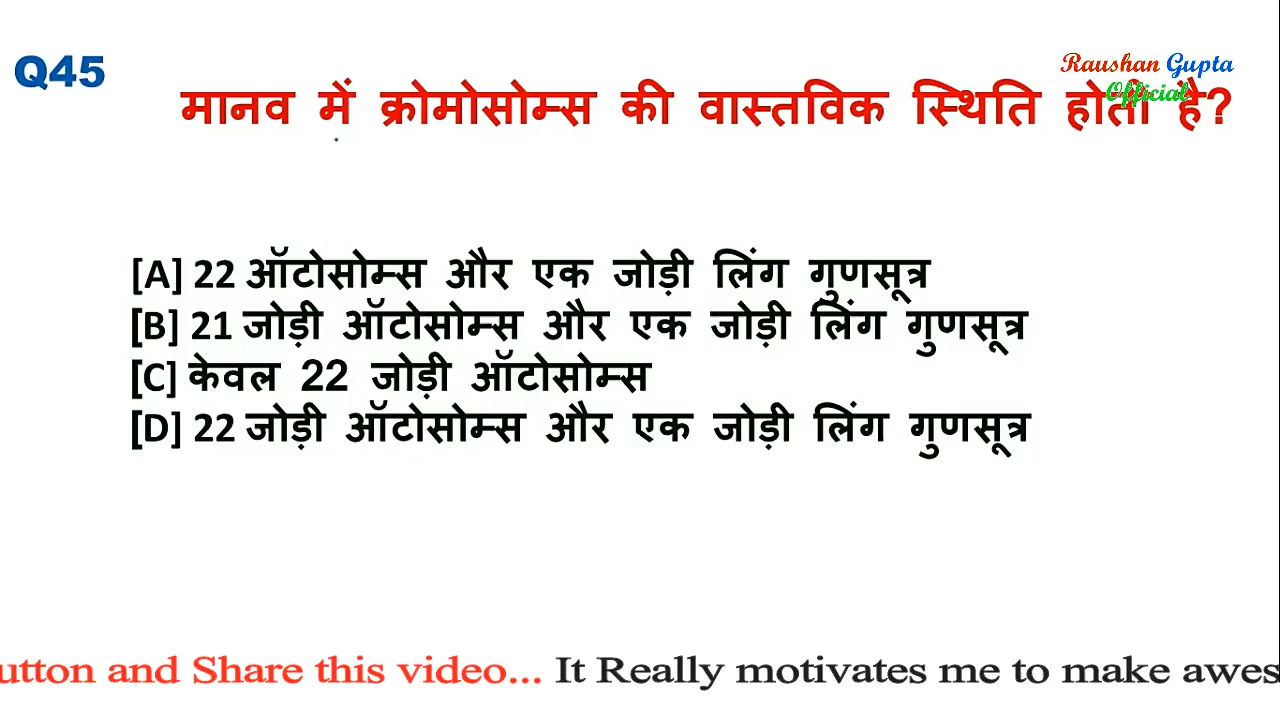 Q45
Raushan Gupta
Official
मानव में क्रोमोसोम्स की वास्तविक स्थिति होती है?
[A] 22 ऑटोसोम्स और एक जोड़ी लिंग गुणसूत्र
[B] 21 जोड़ी ऑटोसोम्स और एक जोड़ी लिंग गुणसूत्र
[C] केवल 22 जोड़ी ऑटोसोम्स
[D] 22 जोड़ी ऑटोसोम्स और एक जोड़ी लिंग गुणसूत्र
utton and Share this video... It Really motivates me to make awes